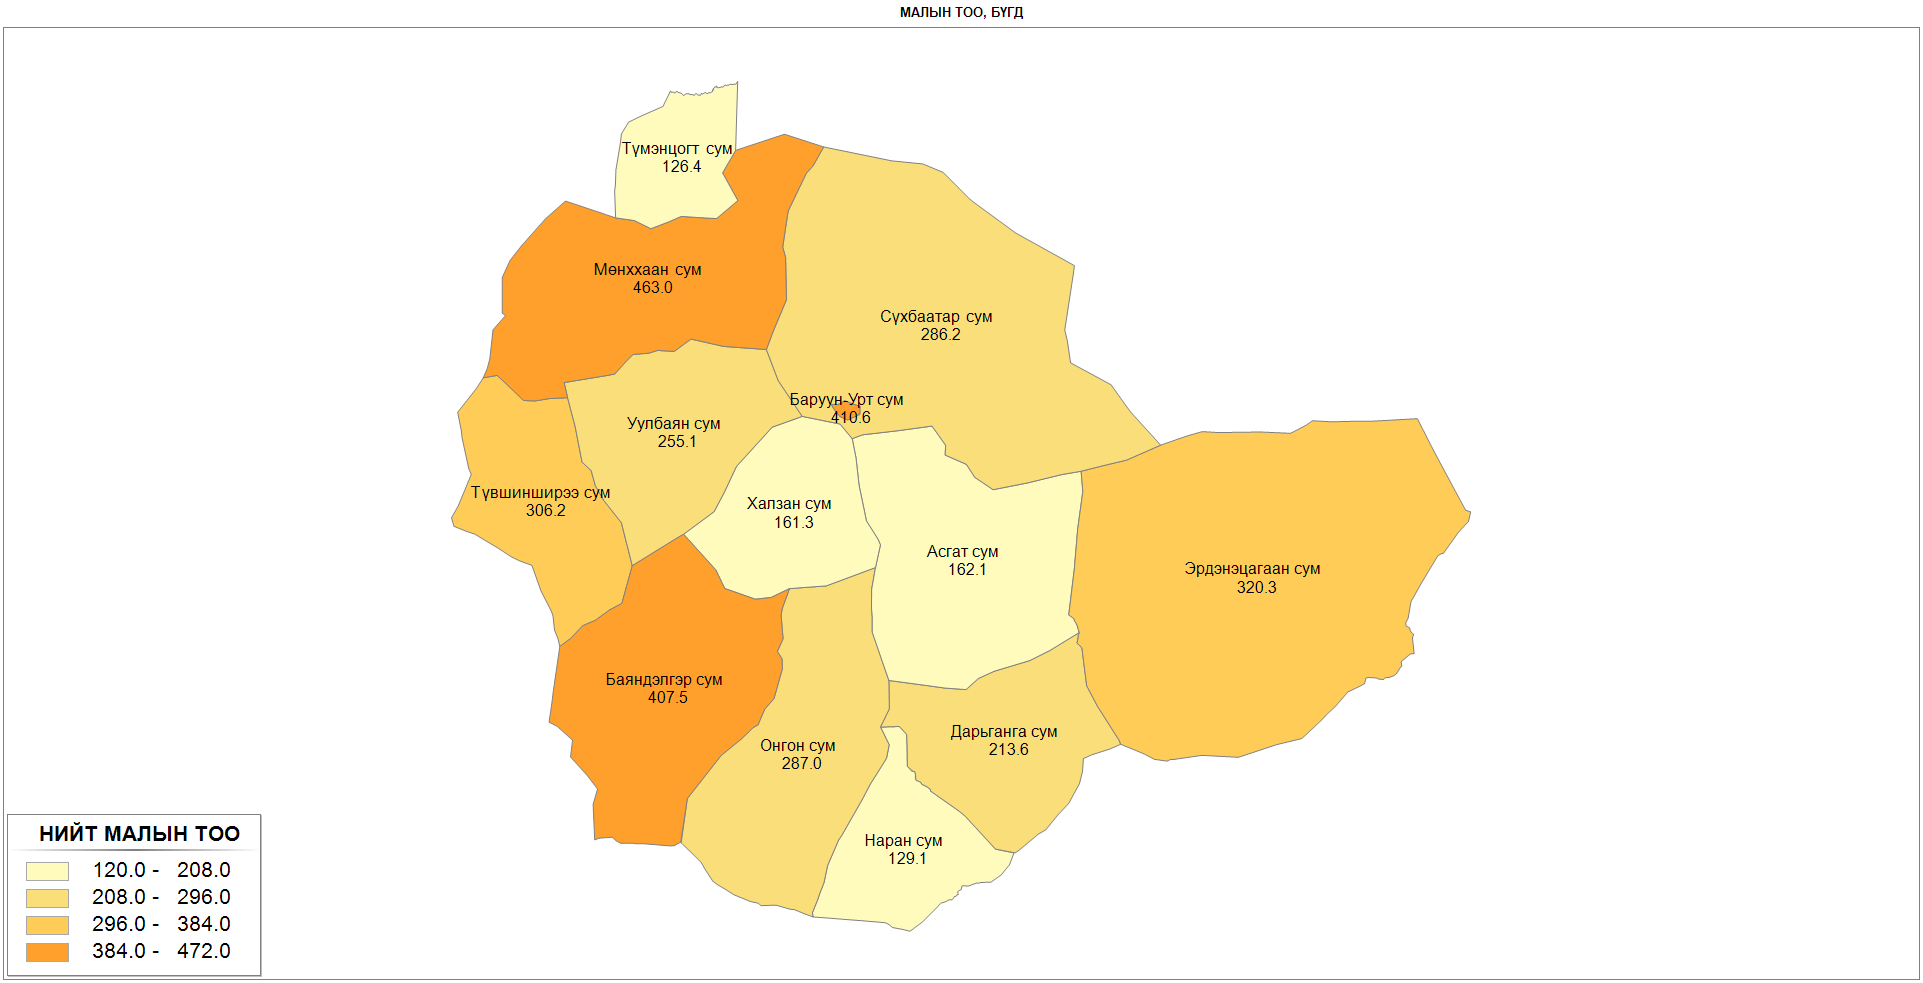 МАЛЫН ТОО, БҮГД
Түмэнцогт сум
126.4
Мөнххаан сум
463.0
Сүхбаатар сум
286.2
Баруун-Урт сум
410.6
Уулбаян сум
255.1
Түвшинширээ сум
306.2
Халзан сум
161.3
Асгат сум
162.1
Эрдэнэцагаан сум
320.3
Баяндэлгэр сум
407.5
Онгон сум
287.0
Дарьганга сум
213.6
Наран сум
129.1
НИЙТ МАЛЫН ТОО
120.0 - 208.0
208.0 - 296.0
296.0 - 384.0
384.0 - 472.0